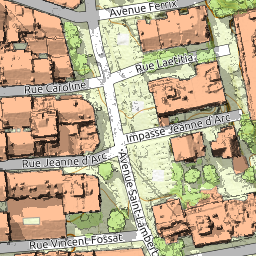 Avenue Ferrix
Rue Laetitia
Rue Caroline
Impasse Jeanne d'Arc
Rue Jeanne d'Arc
Avenue Saint-Lambert
Rue Vincent Fossat